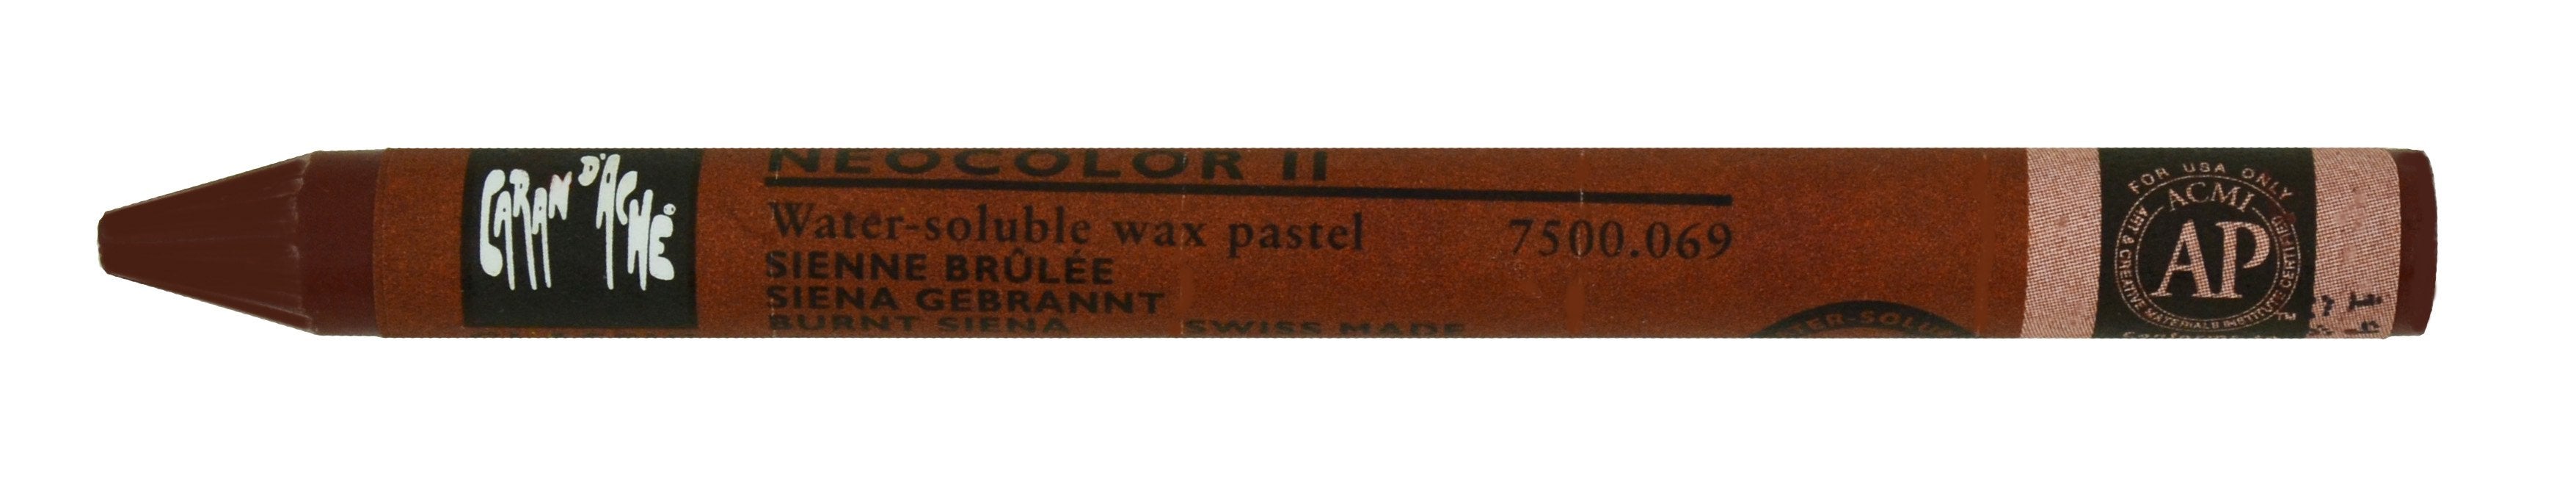 CARAN D'ACHE
NEOCOLOR II
Water-soluble wax pastel 7500.069
SIENNE BRÛLÉE
SIENA GEBRANNT
BURNT SIENA SWISS MADE
FOR USA ONLY
ACMI
AP
ART & CREATIVE MATERIALS INSTITUTE CERTIFIED
TM